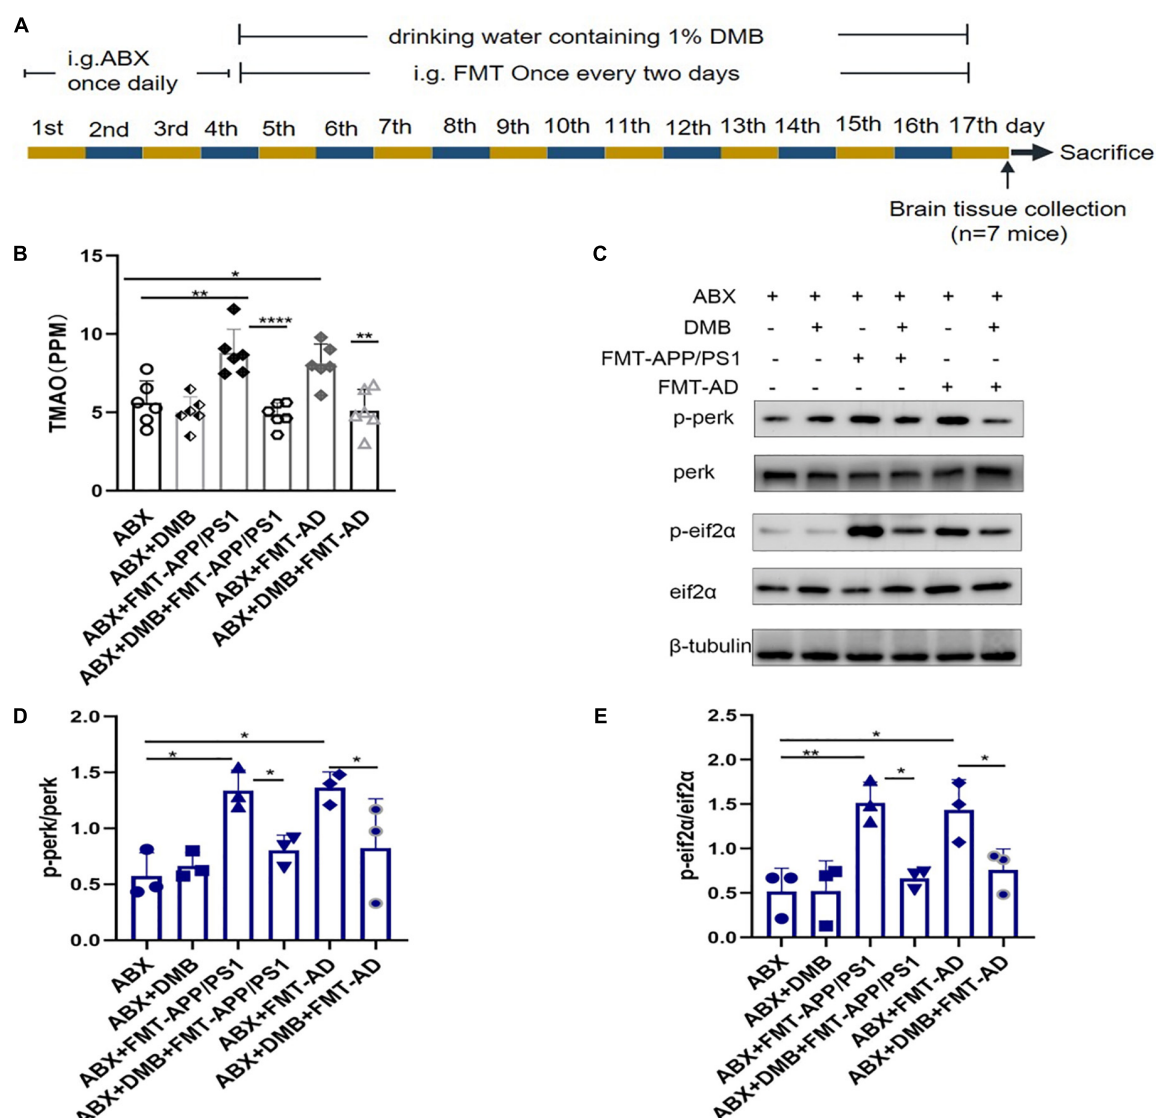 A
drinking water containing 1% DMB
i.g.ABX
once daily
i.g. FMT Once every two days
1st 2nd 3rd 4th 5th 6th 7th 8th 9th 10th 11th 12th 13th 14th 15th 16th 17th day
Sacrifice
Brain tissue collection
(n=7 mice)
B
TMAO(PPM)
15
10
5
0
*
**
****
**
ABX
ABX+DMB
ABX+FMT-APP/PS1
ABX+DMB+FMT-APP/PS1
ABX+FMT-AD
ABX+DMB+FMT-AD
C
ABX + + + + + +
DMB - + - + - +
FMT-APP/PS1 - - + + - -
FMT-AD - - - - + +
p-perk
perk
p-eif2α
eif2α
β-tubulin
D
p-perk/perk
2.0
1.5
1.0
0.5
0.0
*
*
*
*
ABX
ABX+DMB
ABX+FMT-APP/PS1
ABX+DMB+FMT-APP/PS1
ABX+FMT-AD
ABX+DMB+FMT-AD
E
p-eif2α/eif2α
2.5
2.0
1.5
1.0
0.5
0.0
*
**
*
*
ABX
ABX+DMB
ABX+FMT-APP/PS1
ABX+DMB+FMT-APP/PS1
ABX+FMT-AD
ABX+DMB+FMT-AD